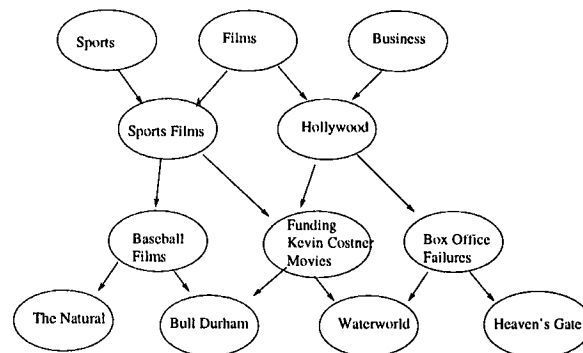 Sports
Films
Business
Sports Films
Hollywood
Baseball
Films
Funding
Kevin Costner
Movies
Box Office
Failures
The Natural
Bull Durham
Waterworld
Heaven's Gate